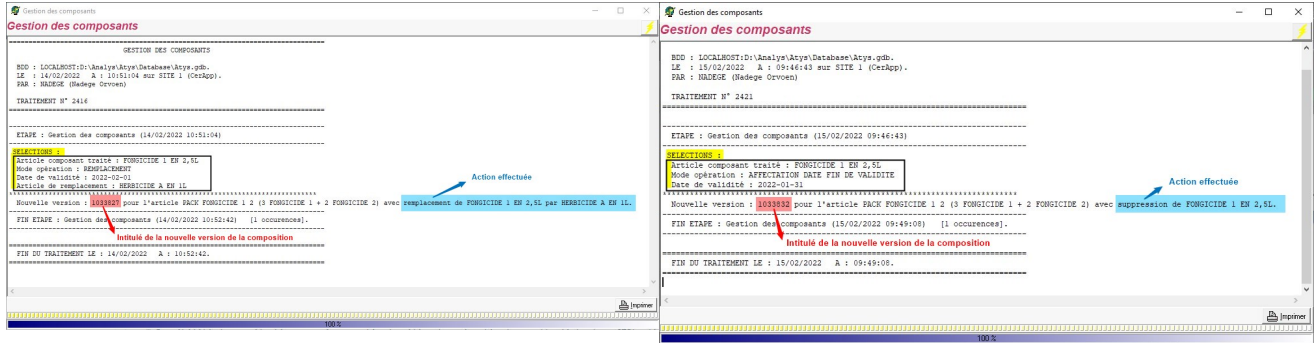 Gestion des composants
Gestion des composants
GESTION DES COMPOSANTS
BDD : LOCALHOST:D:\Analys\Atys\Database\Atys.gdb.
LE : 14/02/2022 A : 10:51:04 sur SITE 1 (CerApp).
PAR : NADEGE (Nadege Orvoen)
TRAITEMENT N° 2416
ETAPE : Gestion des composants (14/02/2022 10:51:04)
SELECTIONS :
Article composant traité : FONGICIDE 1 EN 2,5L
Mode opération : REMPLACEMENT
Date de validité : 2022-02-01
Article de remplacement : HERBICIDE A EN 1L
Action effectuée
Nouvelle version : 1033827 pour l'article PACK FONGICIDE 1 2 (3 FONGICIDE 1 + 2 FONGICIDE 2) avec remplacement de FONGICIDE 1 EN 2,5L par HERBICIDE A EN 1L.
FIN ETAPE : Gestion des composants (14/02/2022 10:52:42) [1 occurences].
Intitulé de la nouvelle version de la composition
FIN DU TRAITEMENT LE : 14/02/2022 A : 10:52:42.
Imprimer
100 %
Gestion des composants
Gestion des composants
BDD : LOCALHOST:D:\Analys\Atys\Database\Atys.gdb.
LE : 15/02/2022 A : 09:46:43 sur SITE 1 (CerApp).
PAR : NADEGE (Nadege Orvoen)
TRAITEMENT N° 2421
ETAPE : Gestion des composants (15/02/2022 09:46:43)
SELECTIONS :
Article composant traité : FONGICIDE 1 EN 2,5L
Mode opération : AFFECTATION DATE FIN DE VALIDITE
Date de validité : 2022-01-31
Action effectuée
Nouvelle version : 1033832 pour l'article PACK FONGICIDE 1 2 (3 FONGICIDE 1 + 2 FONGICIDE 2) avec suppression de FONGICIDE 1 EN 2,5L.
FIN ETAPE : Gestion des composants (15/02/2022 09:49:08) [1 occurences].
Intitulé de la nouvelle version de la composition
FIN DU TRAITEMENT LE : 15/02/2022 A : 09:49:08.
Imprimer
100 %